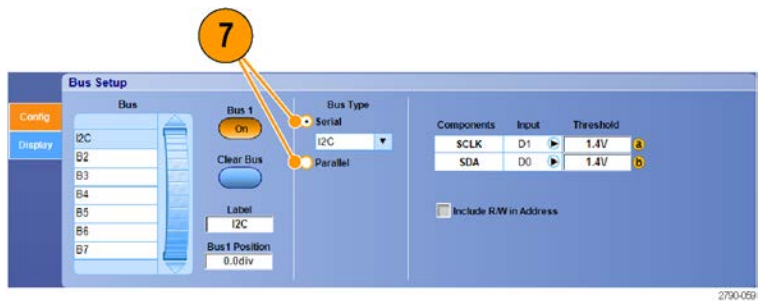 7
Bus Setup
Config
Display
Bus
I2C
B2
B3
B4
B5
B6
B7
Bus 1
On
Clear Bus
Label
I2C
Bus1 Position
0.0div
Bus Type
Serial
I2C
Parallel
Components Input Threshold
SCLK D1 1.4V a
SDA D0 1.4V b
Include R/W in Address
2790-059